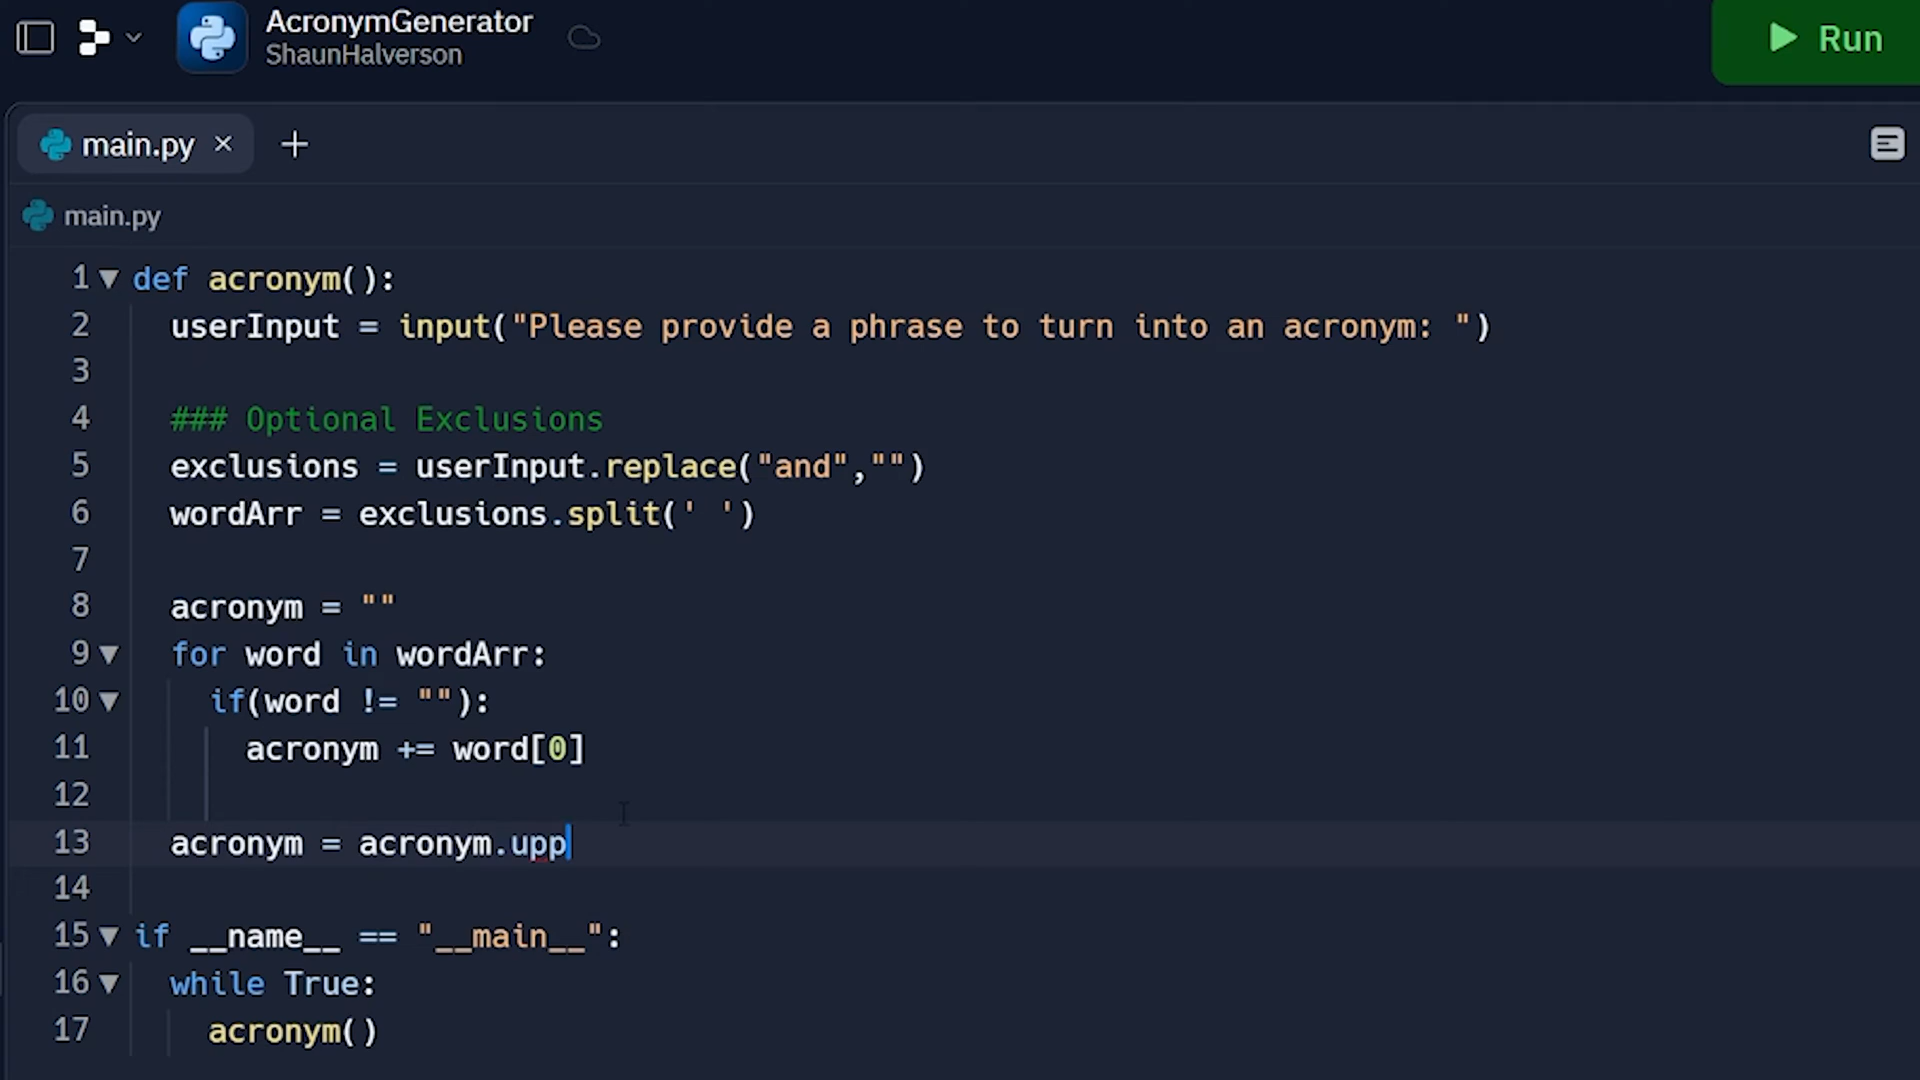 AcronymGenerator
ShaunHalverson
Run
main.py
main.py
1 def acronym():
2 userInput = input("Please provide a phrase to turn into an acronym: ")
3
4 ### Optional Exclusions
5 exclusions = userInput.replace("and","")
6 wordArr = exclusions.split(' ')
7
8 acronym = ""
9 for word in wordArr:
10 if(word != ""):
11 acronym += word[0]
12
13 acronym = acronym.upp
14
15 if __name__ == "__main__":
16 while True:
17 acronym()